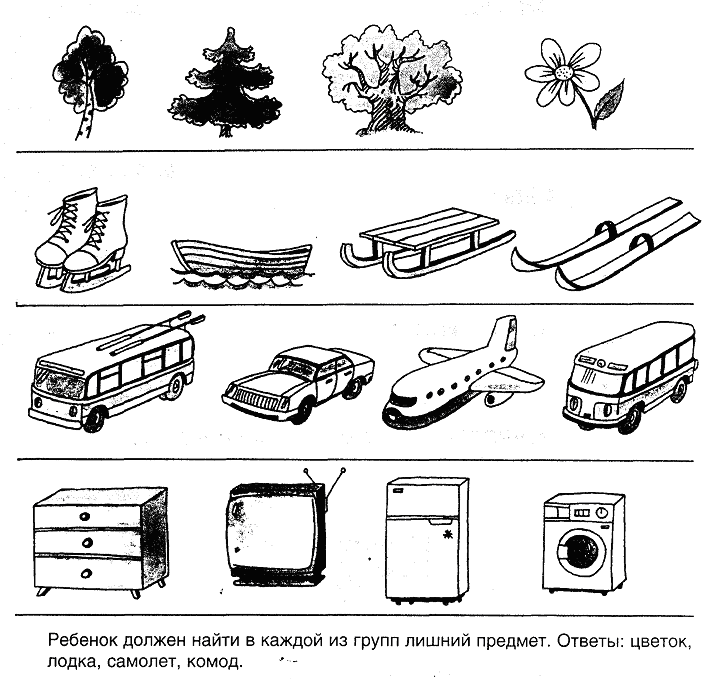 Ребенок должен найти в каждой из групп лишний предмет. Ответы: цветок,
лодка, самолет, комод.